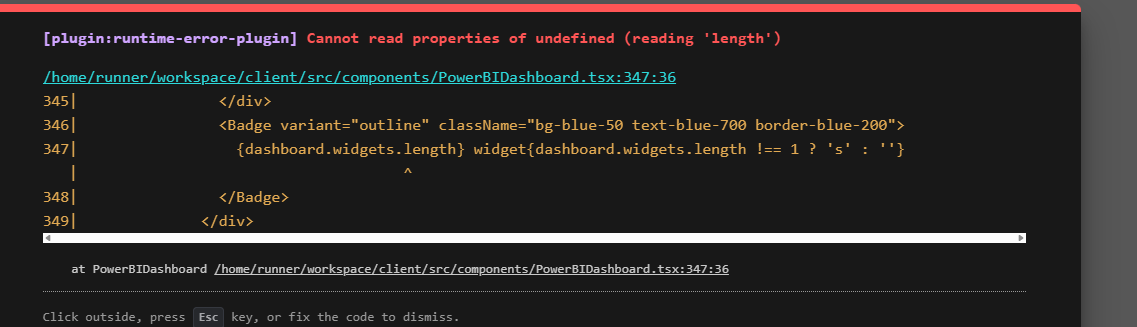 [plugin:runtime-error-plugin] Cannot read properties of undefined (reading 'length')
/home/runner/workspace/client/src/components/PowerBIDashboard.tsx:347:36
345|                </div>
346|                <Badge variant="outline" className="bg-blue-50 text-blue-700 border-blue-200">
347|                  {dashboard.widgets.length} widget{dashboard.widgets.length !== 1 ? 's' : ''}
   |                                     ^
348|                </Badge>
349|              </div>
at PowerBIDashboard /home/runner/workspace/client/src/components/PowerBIDashboard.tsx:347:36
Click outside, press Esc key, or fix the code to dismiss.